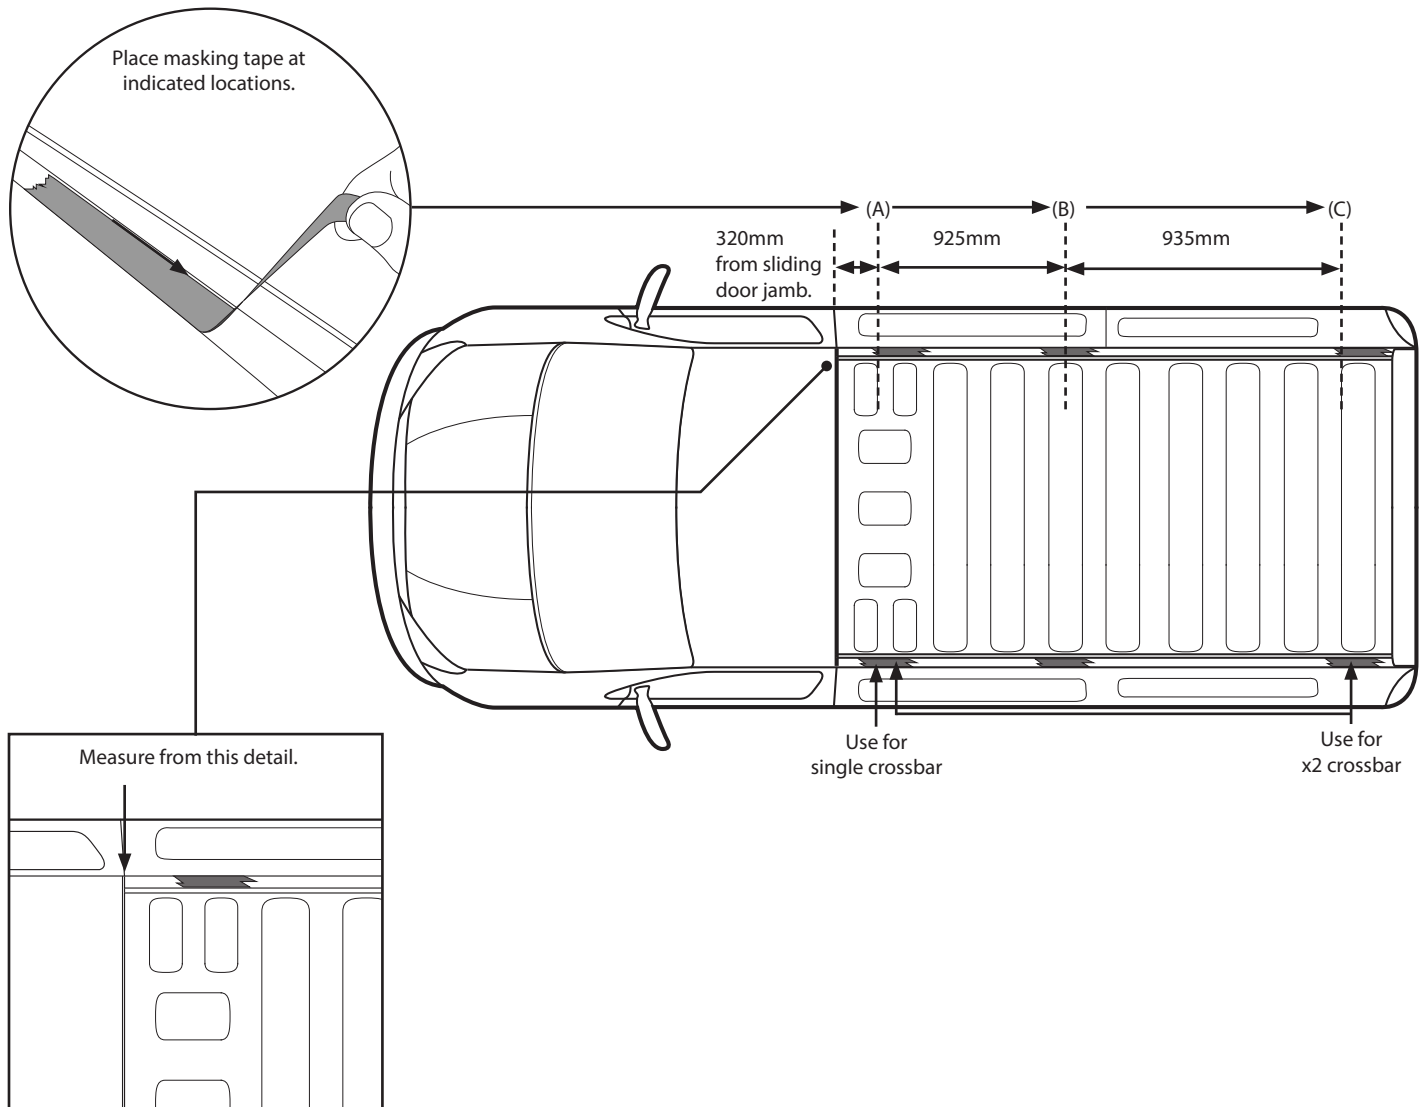 Place masking tape at
indicated locations.
(A)
(B)
(C)
320mm
from sliding
door jamb.
925mm
935mm
Use for
single crossbar
Use for
x2 crossbar
Measure from this detail.